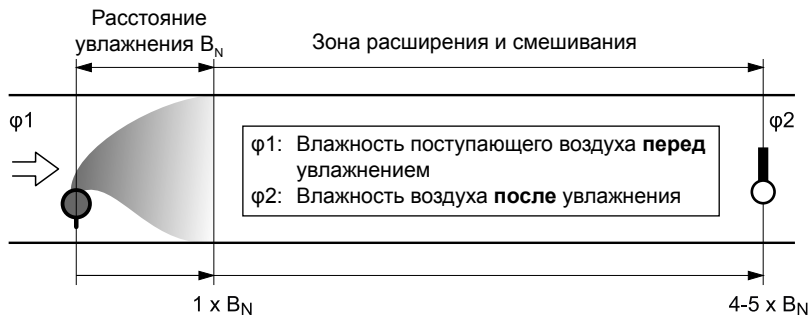 Расстояние
увлажнения B_N
Зона расширения и смешивания
φ1
φ2
φ1: Влажность поступающего воздуха перед
увлажнением
φ2: Влажность воздуха после увлажнения
1 x B_N
4-5 x B_N